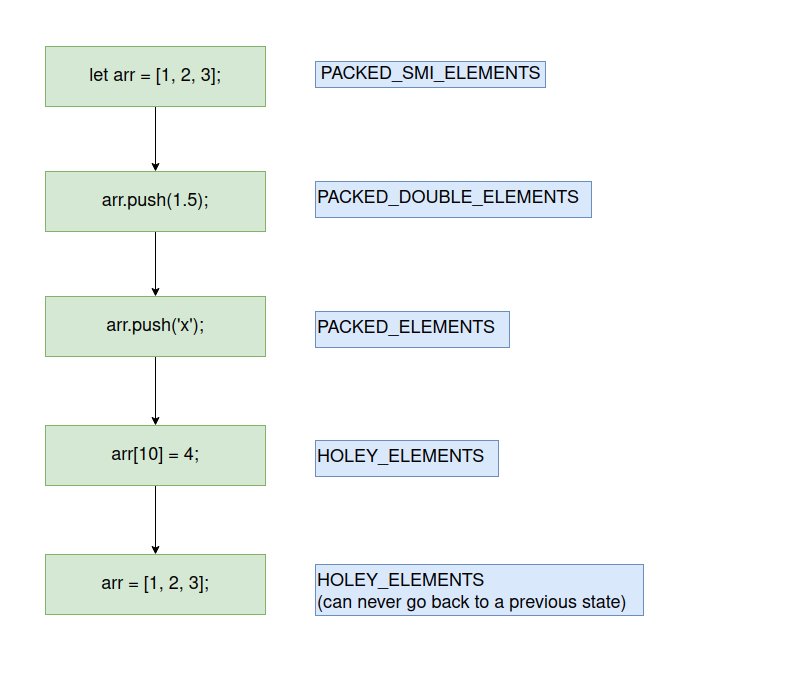 let arr = [1, 2, 3];
PACKED_SMI_ELEMENTS
arr.push(1.5);
PACKED_DOUBLE_ELEMENTS
arr.push('x');
PACKED_ELEMENTS
arr[10] = 4;
HOLEY_ELEMENTS
arr = [1, 2, 3];
HOLEY_ELEMENTS
(can never go back to a previous state)